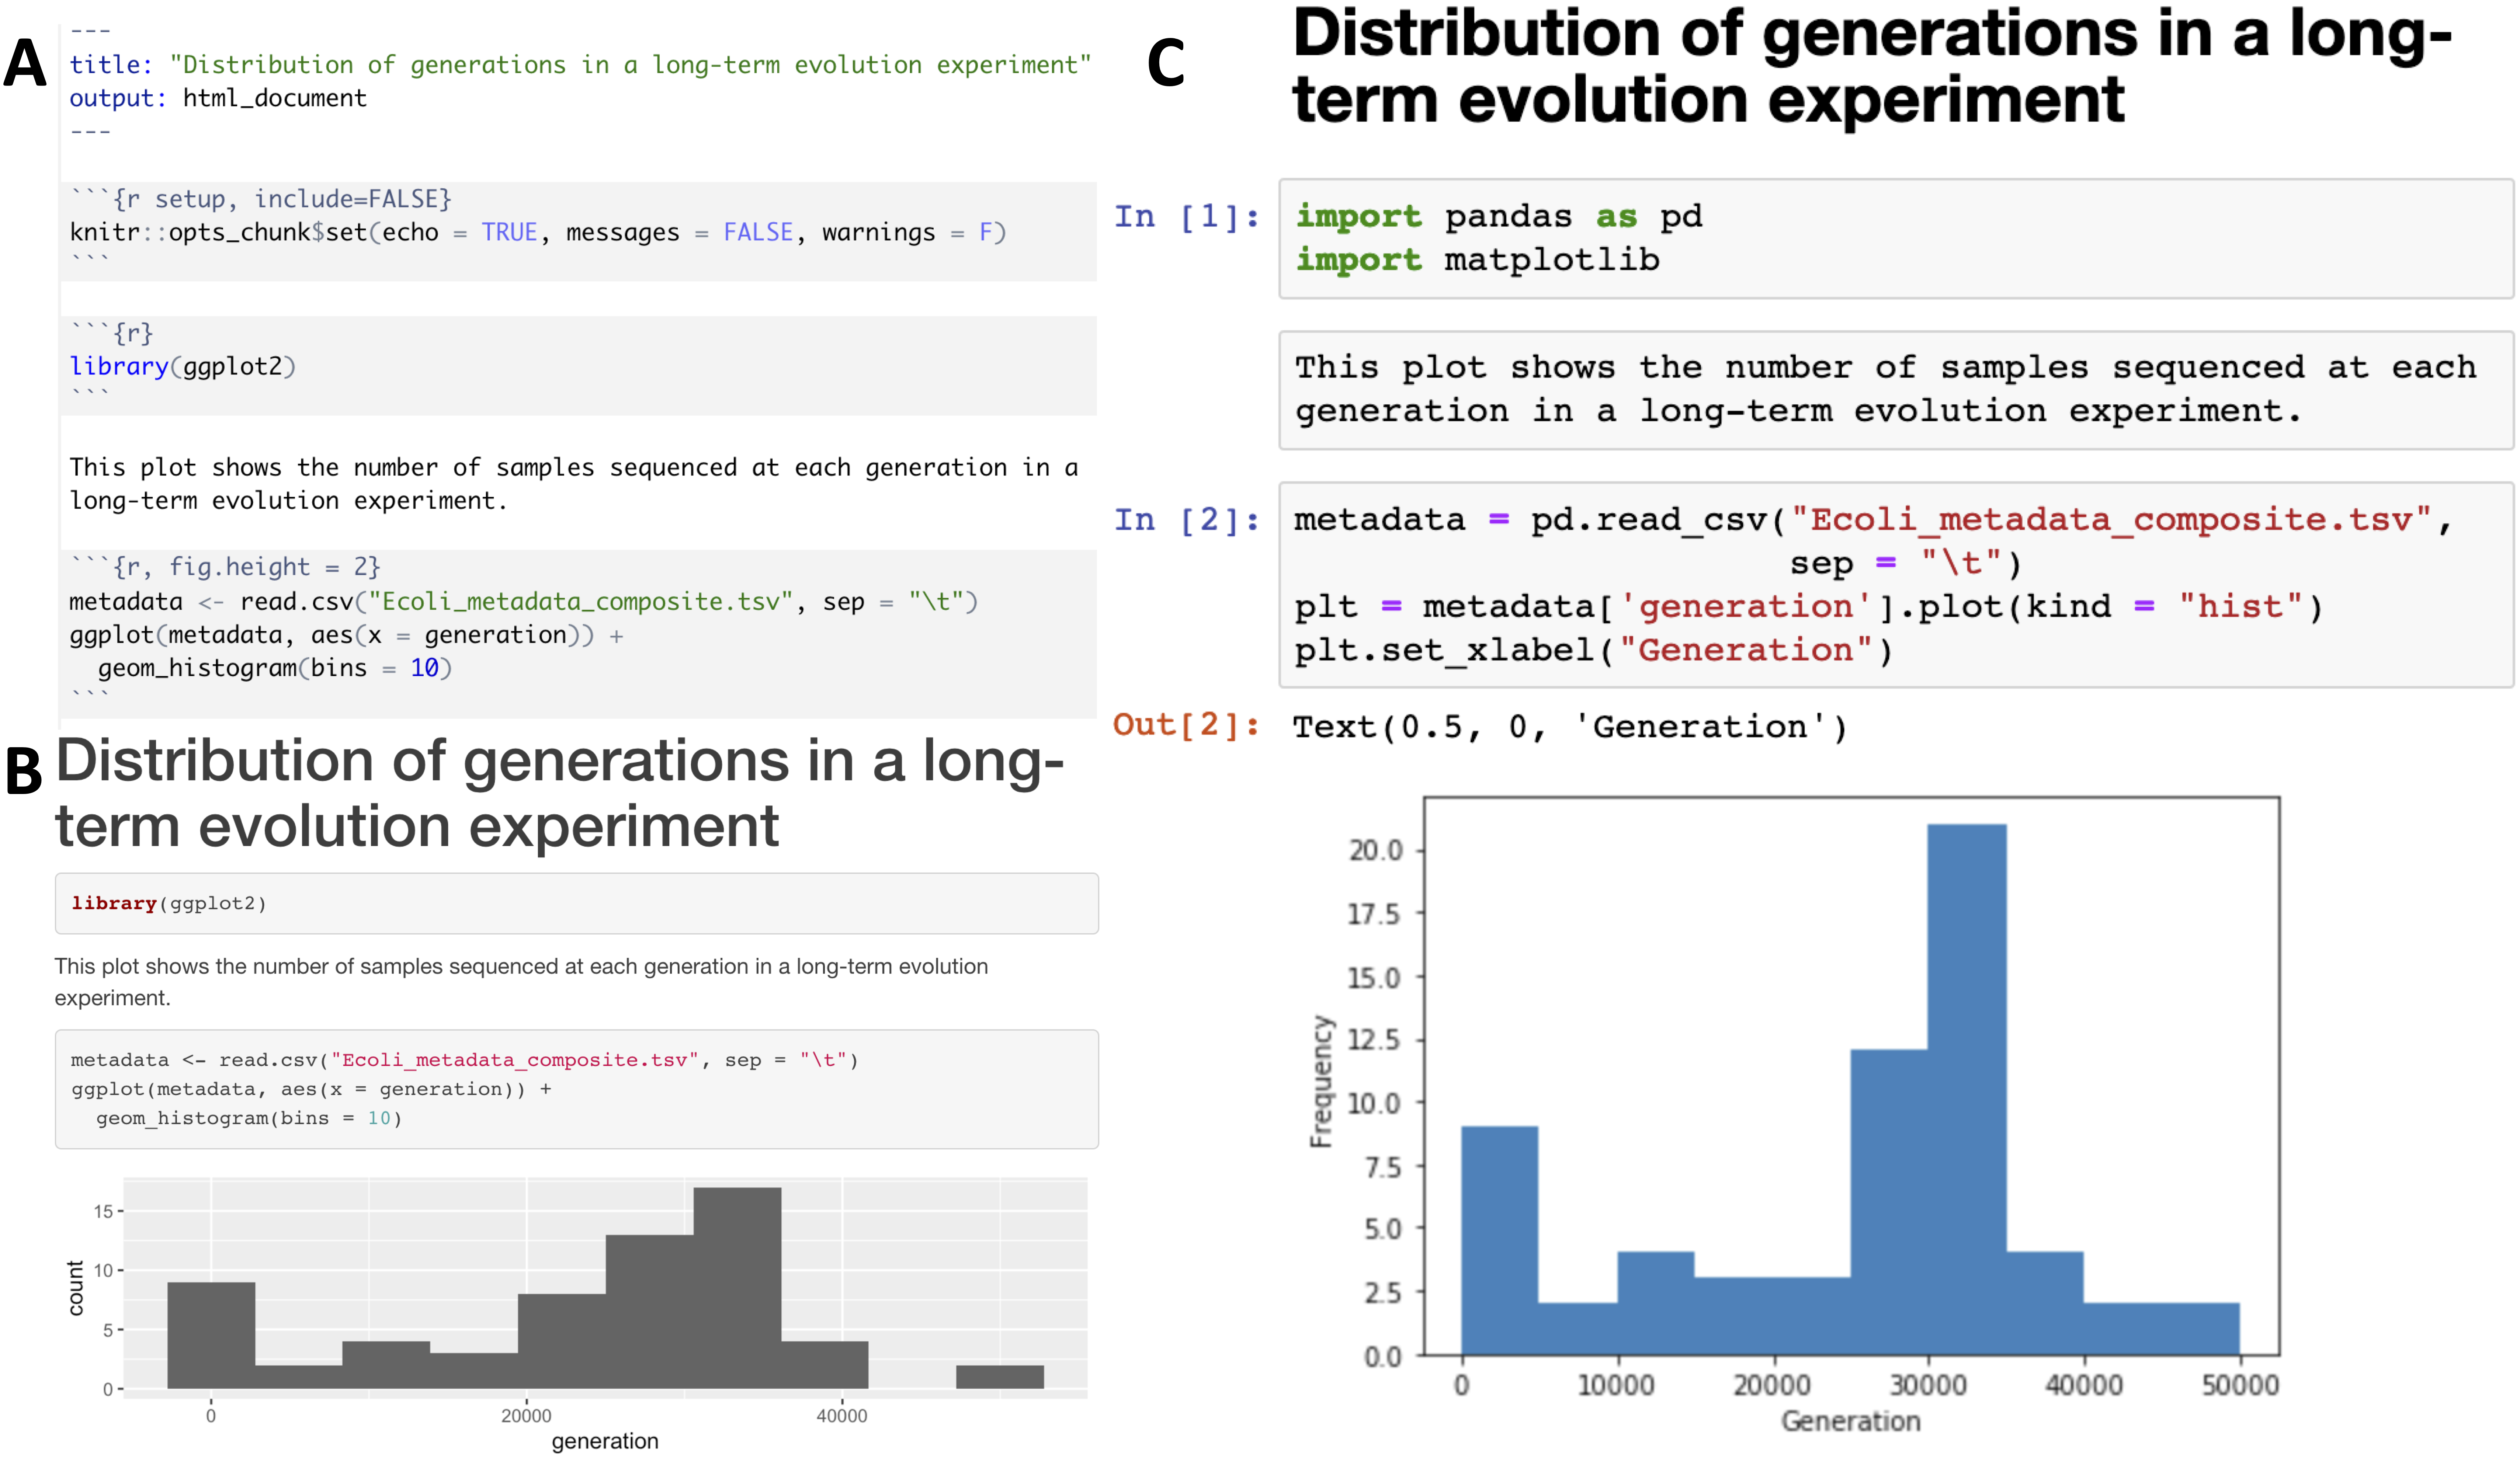 A
---
title: "Distribution of generations in a long-term evolution experiment"
output: html_document
---
```{r setup, include=FALSE}
knitr::opts_chunk$set(echo = TRUE, messages = FALSE, warnings = F)
```
```{r}
library(ggplot2)
```
This plot shows the number of samples sequenced at each generation in a
long-term evolution experiment.
```{r, fig.height = 2}
metadata <- read.csv("Ecoli_metadata_composite.tsv", sep = "\t")
ggplot(metadata, aes(x = generation)) +
  geom_histogram(bins = 10)
```
B
Distribution of generations in a long-
term evolution experiment
library(ggplot2)
This plot shows the number of samples sequenced at each generation in a long-term evolution
experiment.
metadata <- read.csv("Ecoli_metadata_composite.tsv", sep = "\t")
ggplot(metadata, aes(x = generation)) +
  geom_histogram(bins = 10)
15
10
5
0
count
0 20000 40000
generation
C
Distribution of generations in a long-
term evolution experiment
In [1]: import pandas as pd
import matplotlib
This plot shows the number of samples sequenced at each
generation in a long-term evolution experiment.
In [2]: metadata = pd.read_csv("Ecoli_metadata_composite.tsv",
sep = "\t")
plt = metadata['generation'].plot(kind = "hist")
plt.set_xlabel("Generation")
Out[2]: Text(0.5, 0, 'Generation')
20.0
17.5
15.0
12.5
10.0
7.5
5.0
2.5
0.0
Frequency
0 10000 20000 30000 40000 50000
Generation